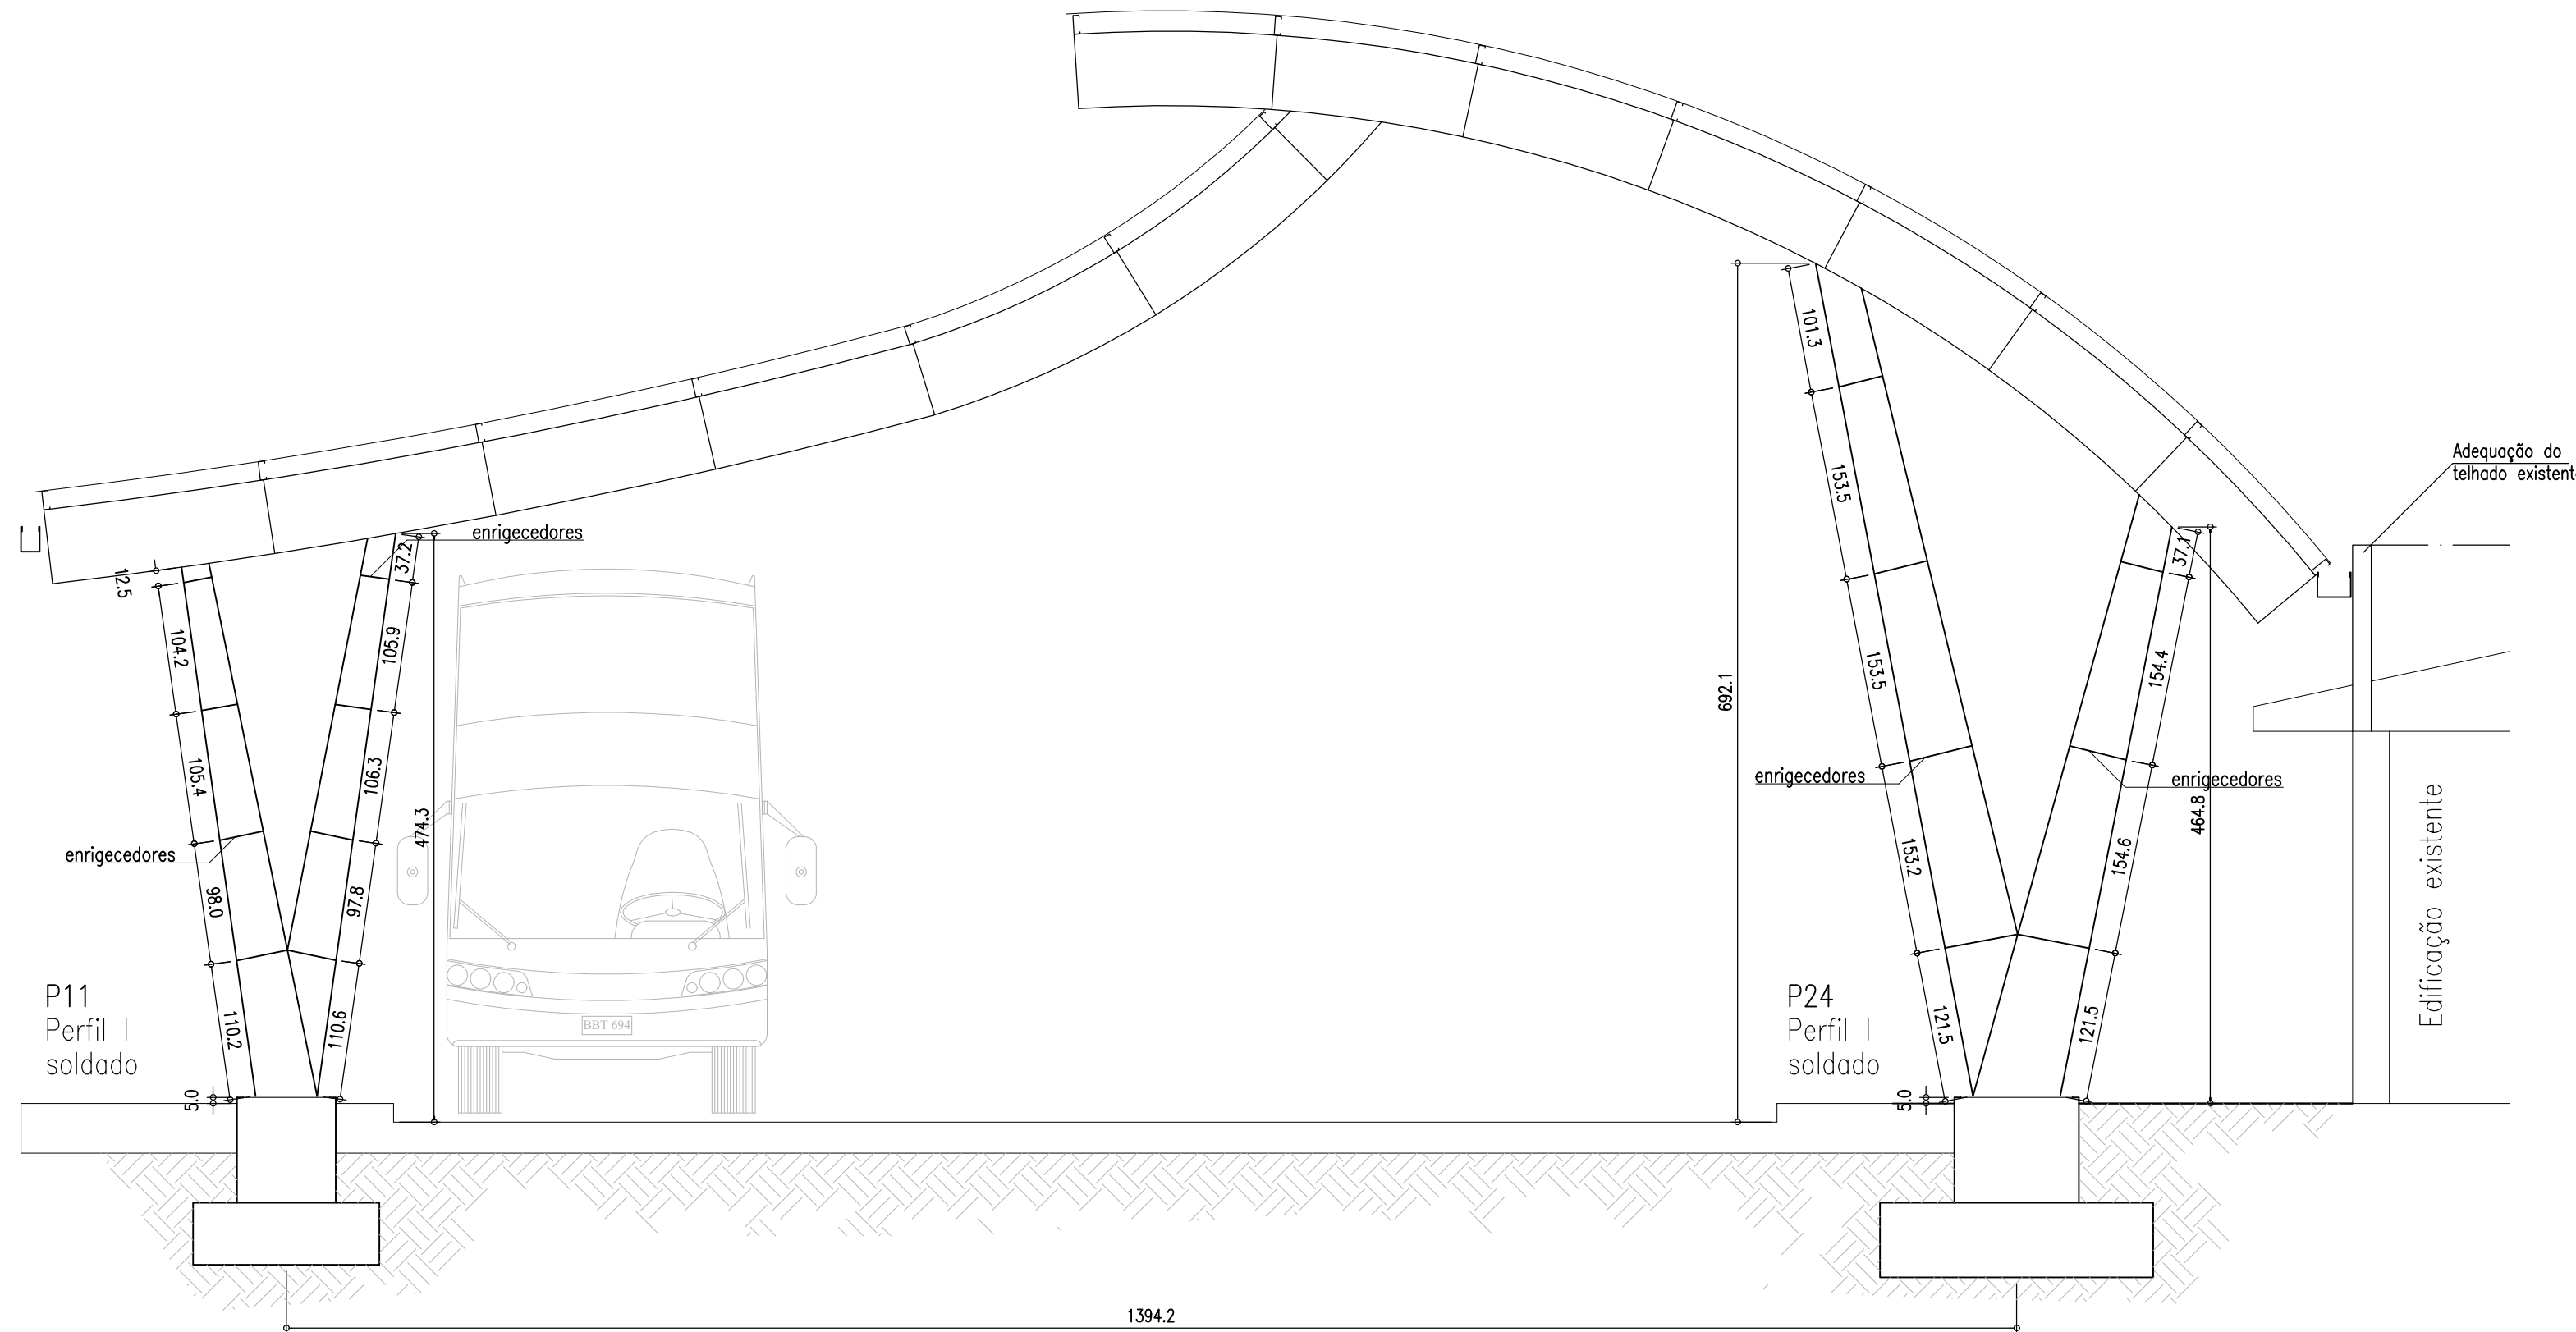 Adequação do
telhado existent
enrigecedores
37.2
12.5
104.2
105.9
105.4
106.3
474.3
enrigecedores
98.0
97.8
P11
Perfil I
soldado
110.2
110.6
5.0
BBT 694
101.3
153.5
692.1
153.5
37.1
154.4
enrigecedores
enrigecedores
464.8
153.2
154.6
Edificação existente
P24
Perfil I
soldado
121.5
121.5
5.0
1394.2